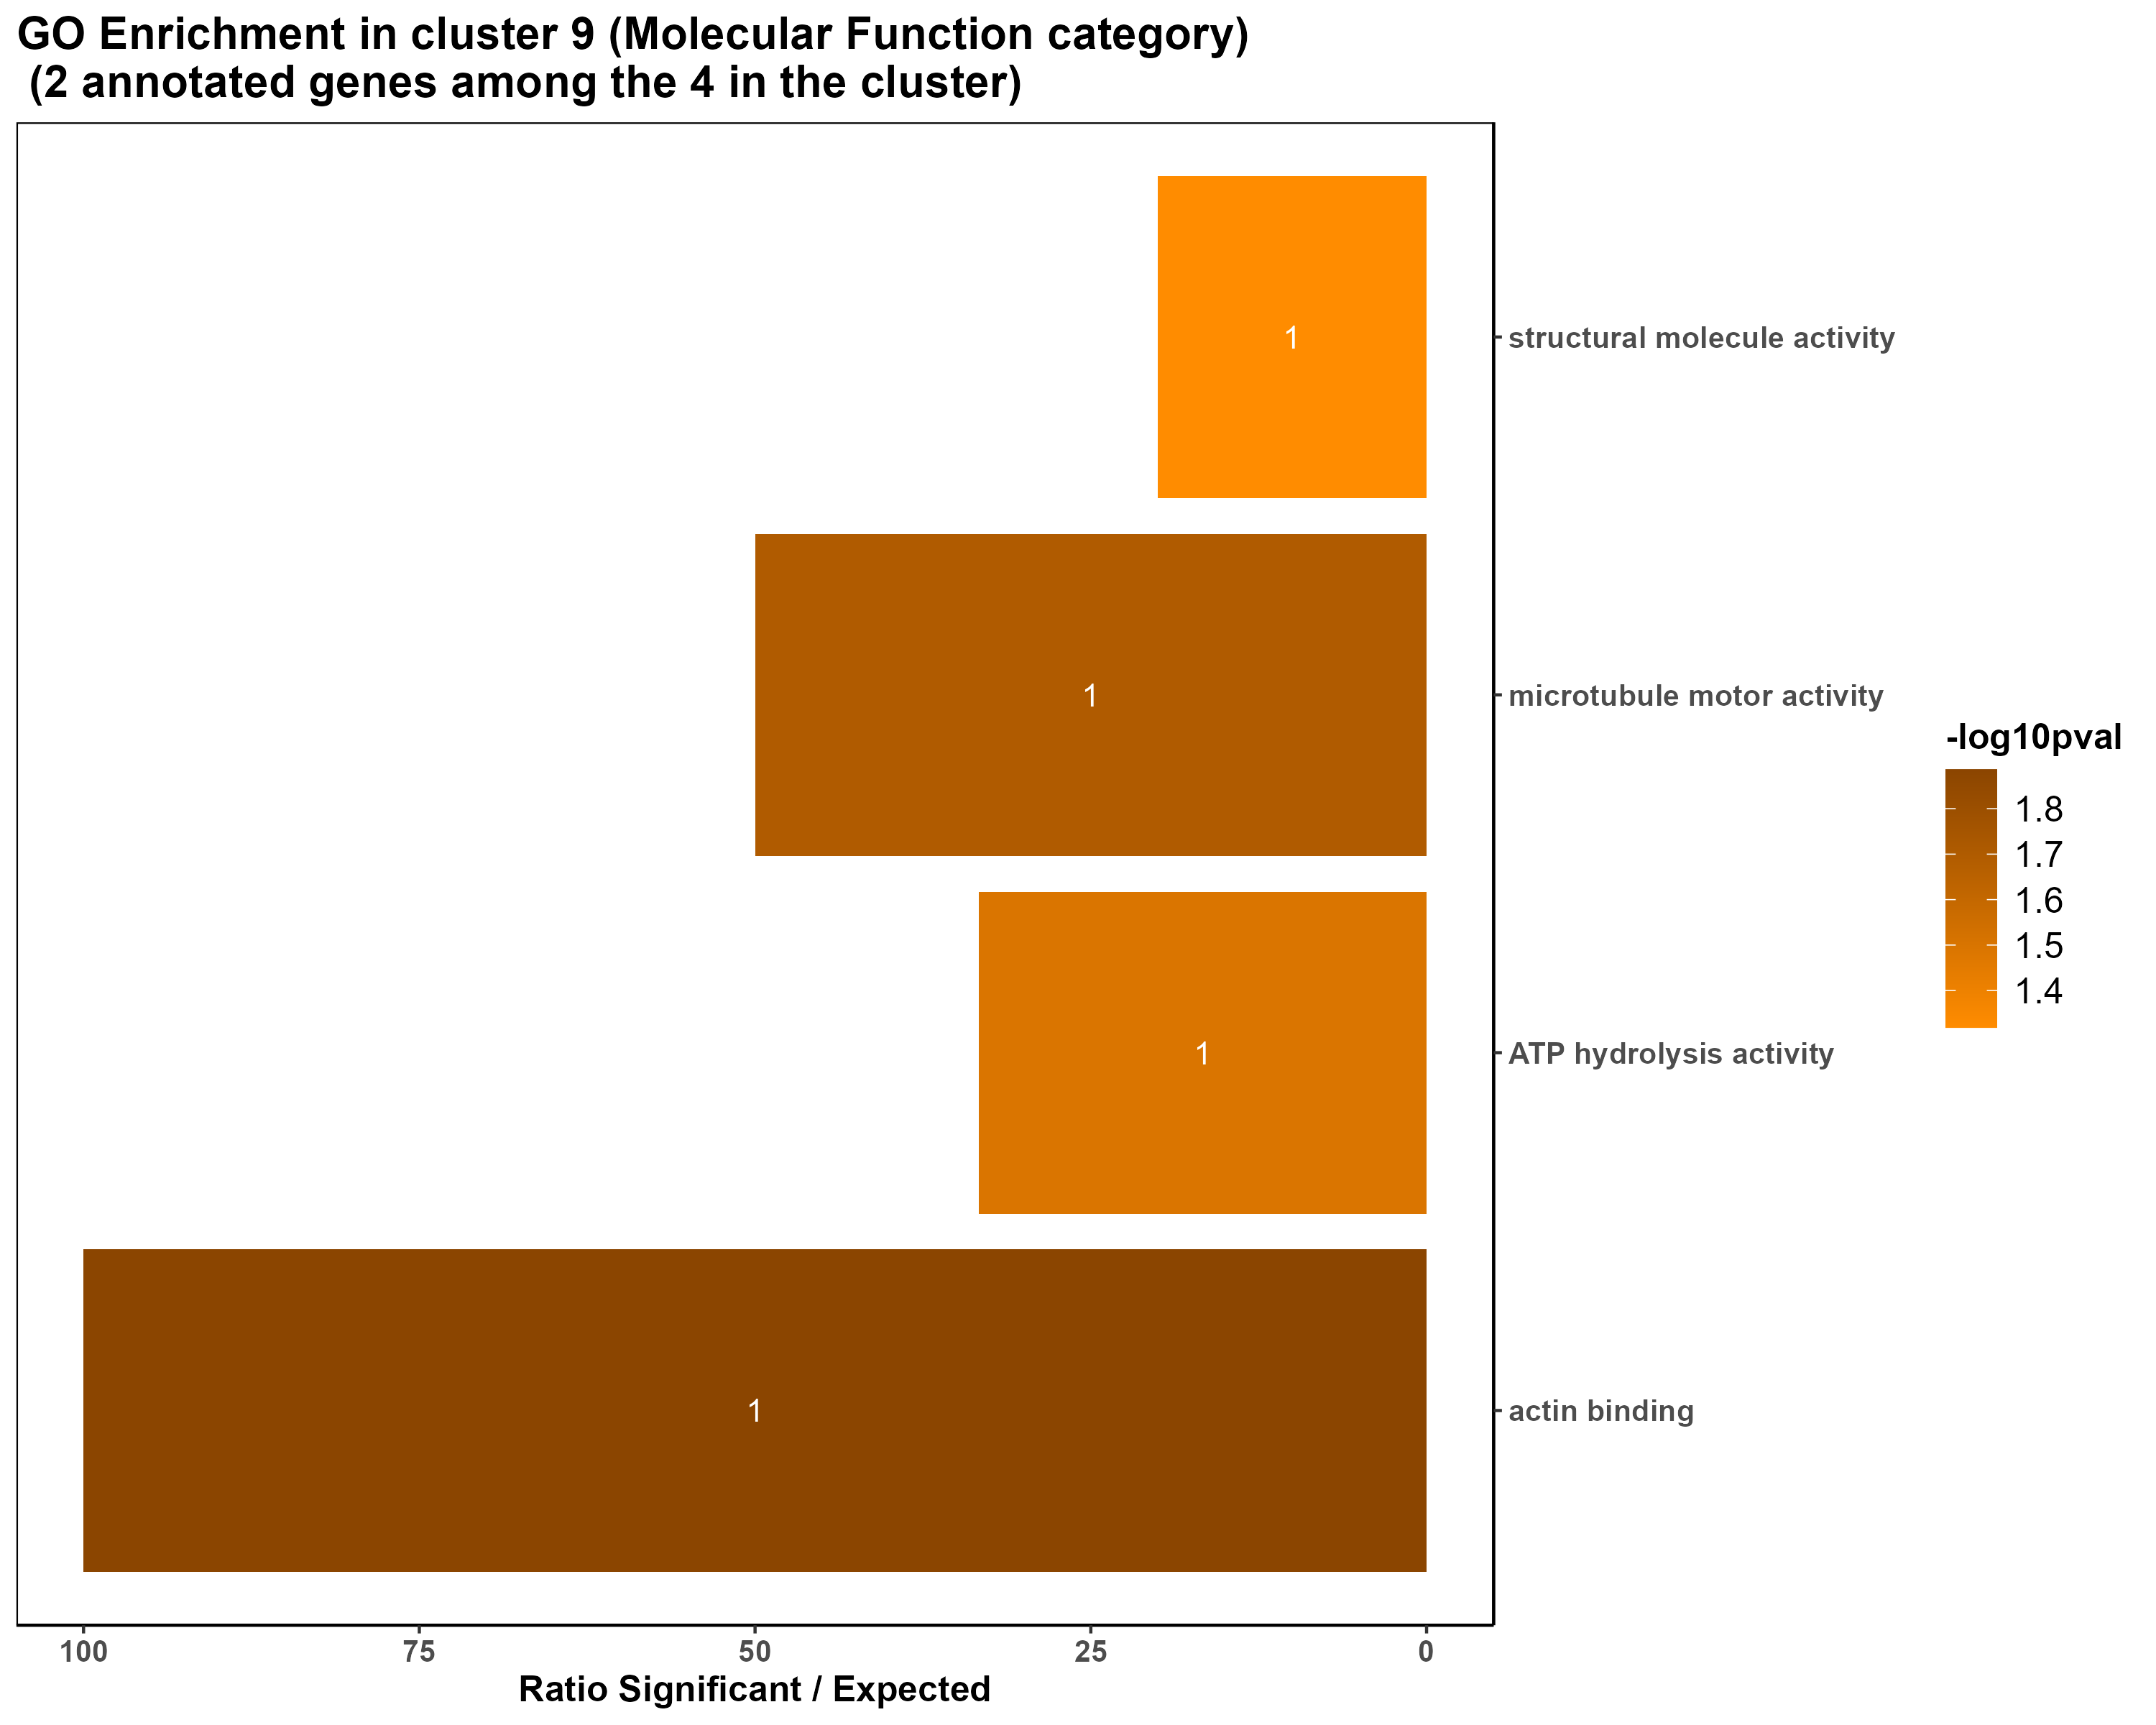 GO Enrichment in cluster 9 (Molecular Function category)
(2 annotated genes among the 4 in the cluster)
1
structural molecule activity
1
microtubule motor activity
1
ATP hydrolysis activity
1
actin binding
-log10pval
1.8
1.7
1.6
1.5
1.4
100 75 50 25 0
Ratio Significant / Expected